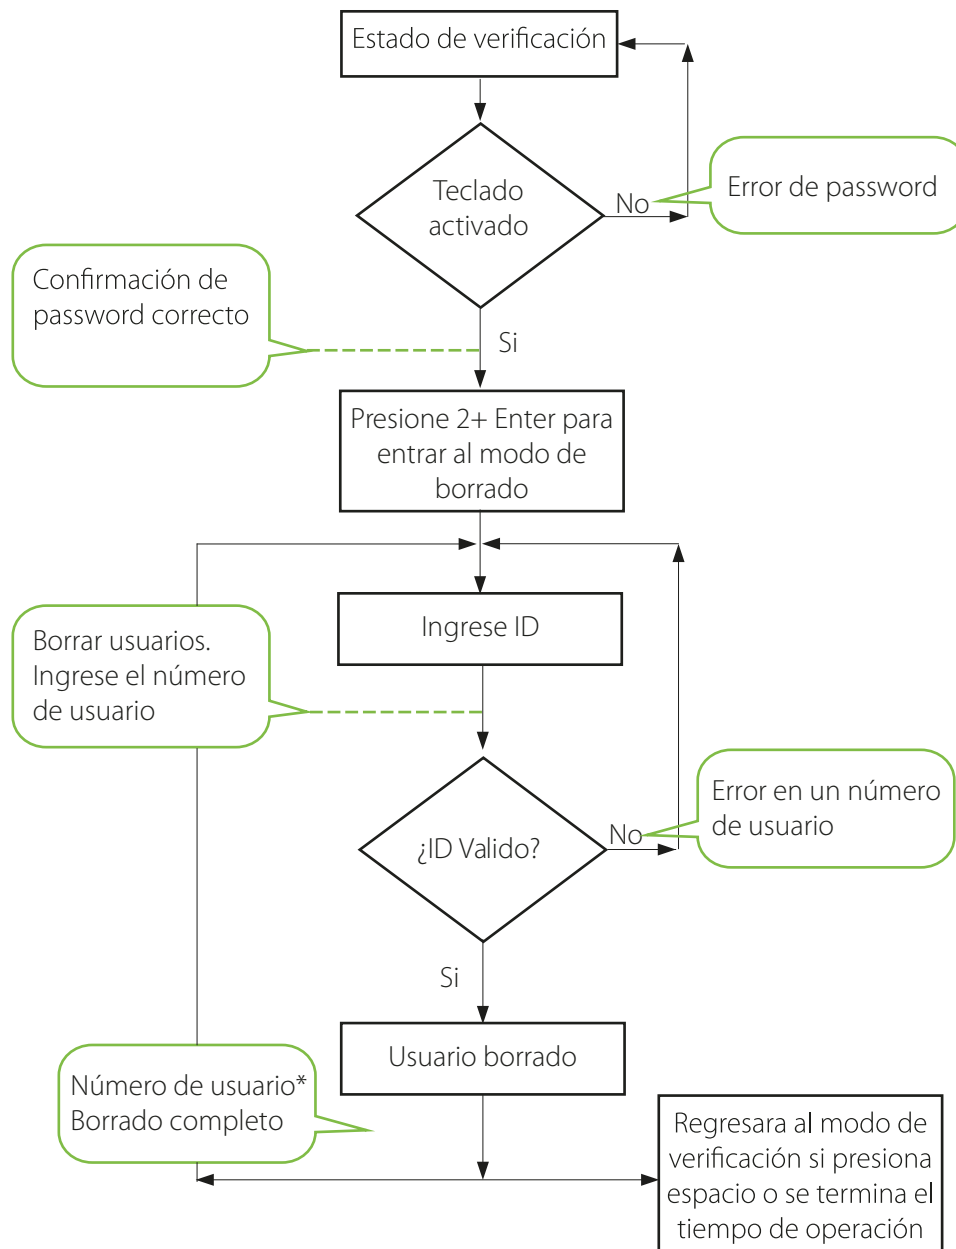 Estado de verificación
Teclado
activado
No
Error de password
Confirmación de
password correcto
Si
Presione 2+ Enter para
entrar al modo de
borrado
Ingrese ID
Borrar usuarios.
Ingrese el número
de usuario
¿ID Valido?
No
Error en un número
de usuario
Si
Usuario borrado
Número de usuario*
Borrado completo
Regresara al modo de
verificación si presiona
espacio o se termina el
tiempo de operación